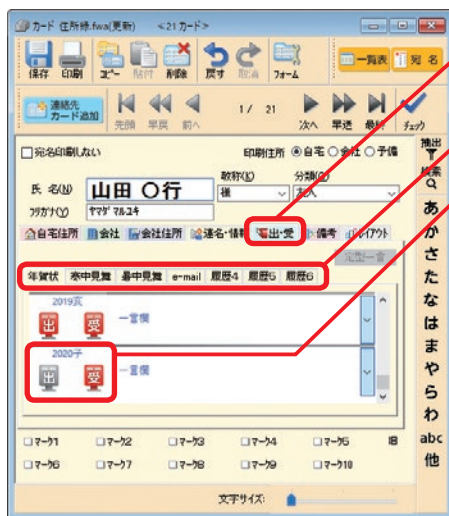 カード 住所録.fwa(更新) <21カード>
保存 印刷 コピー 貼付 削除 戻す 取消 フォーム 一覧表 宛名
連絡先カード追加 先頭 早戻 前へ 1/ 21 次へ 早送 最終 チェック
□宛名印刷しない 印刷住所 ◉自宅○会社○予備
抽出
検索
敬称(K) 分類(G)
氏 名(N) 山田 〇行 様 友人
フリガナ(Y) ヤマダ マルユキ
自宅住所 会社 会社住所 連名・情報 出・受 備考 レイアウト
定型一言
年賀状 寒中見舞 暑中見舞 e-mail 履歴4 履歴5 履歴6
2019亥
出 受 一言欄
2020子
出 受 一言欄
□マーク1 □マーク2 □マーク3 □マーク4 □マーク5
□マーク6 □マーク7 □マーク8 □マーク9 □マーク10
文字サイズ:
あ
か
さ
た
な
は
ま
や
ら
わ
abc
他